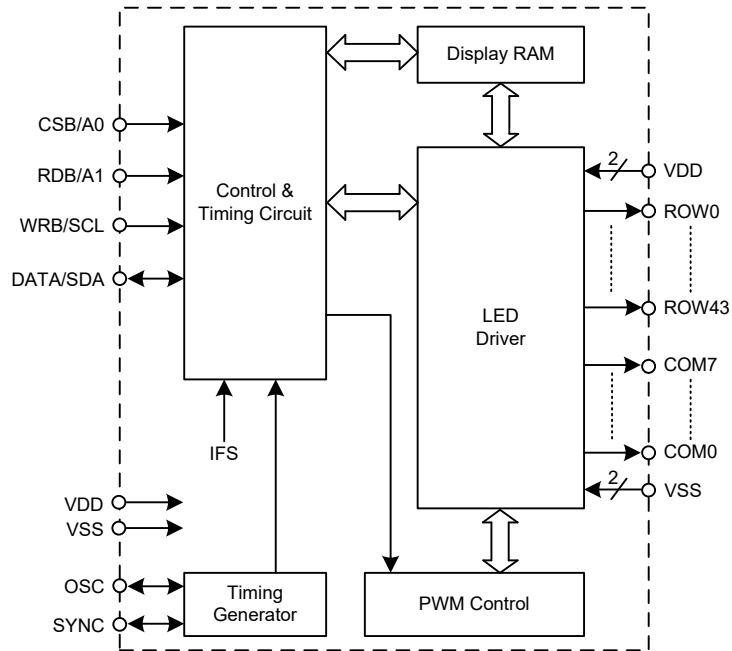 Display RAM
CSB/A0
RDB/A1
WRB/SCL
DATA/SDA
Control &
Timing Circuit
2
VDD
ROW0
ROW43
COM7
COM0
2
VSS
LED
Driver
IFS
VDD
VSS
OSC
SYNC
Timing
Generator
PWM Control